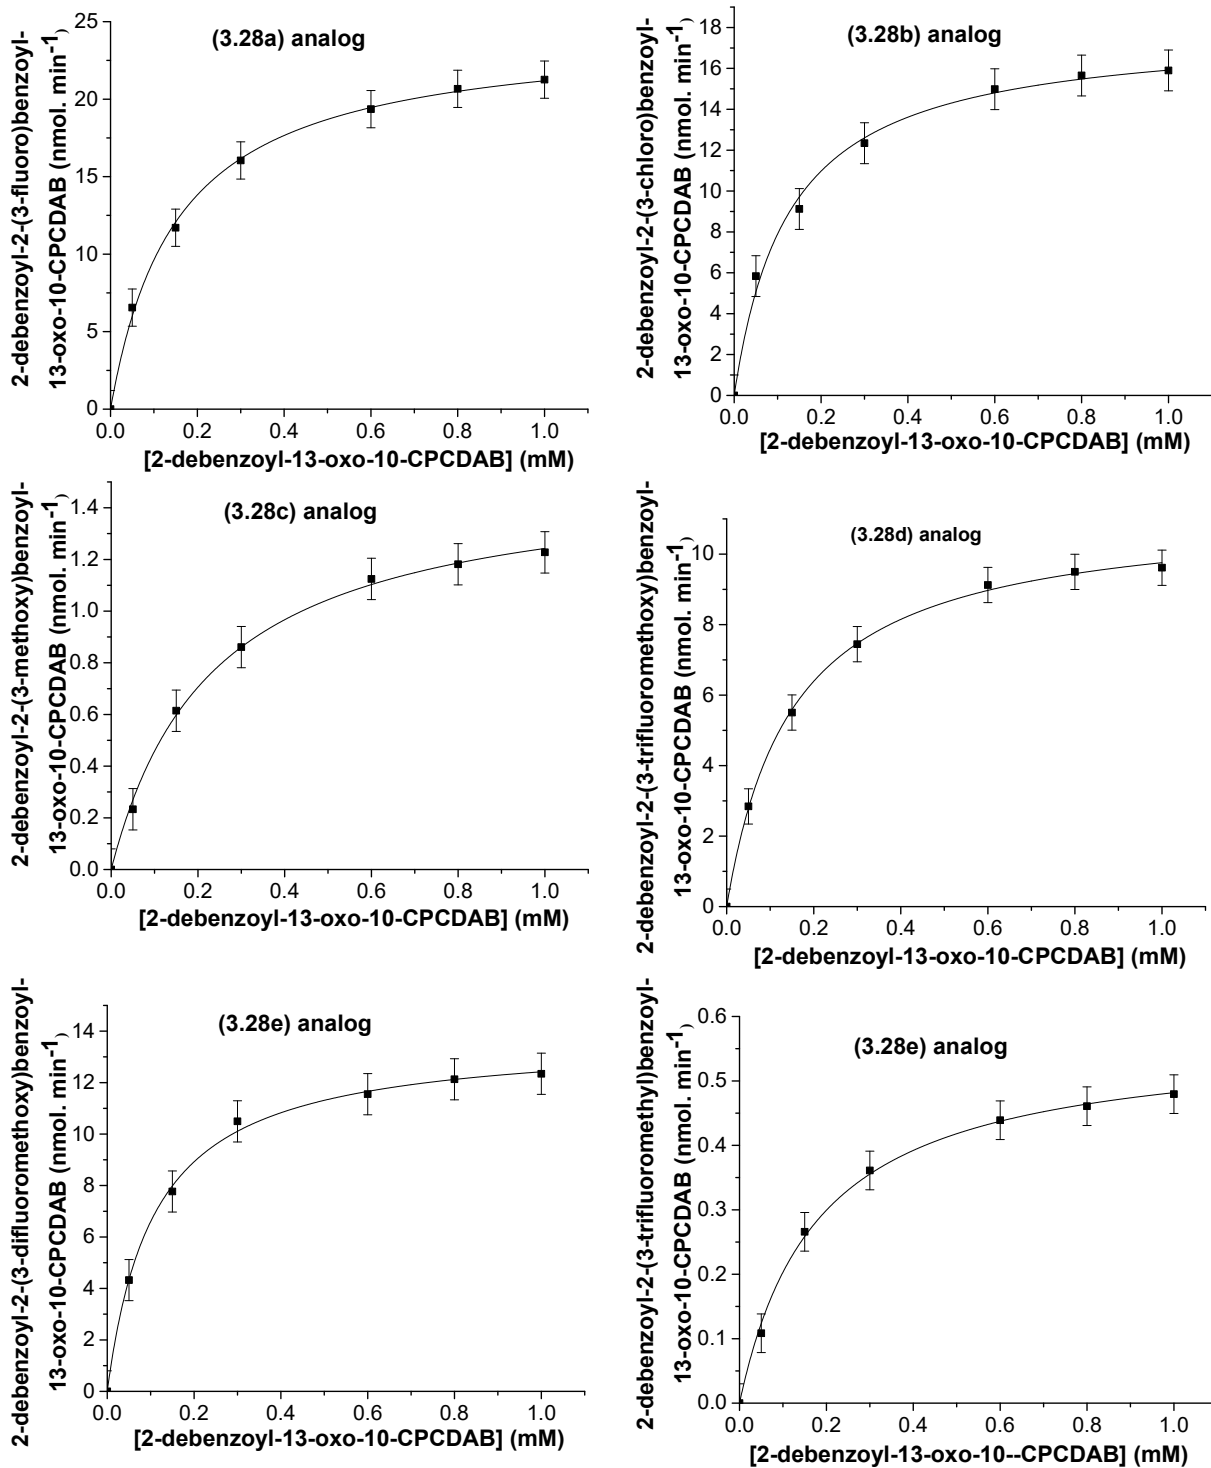 (3.28a) analog
2-debenzoyl-2-(3-fluoro)benzoyl-
13-oxo-10-CPCDAB (nmol. min⁻¹)
25
20
15
10
5
0
0.0 0.2 0.4 0.6 0.8 1.0
[2-debenzoyl-13-oxo-10-CPCDAB] (mM)
(3.28b) analog
2-debenzoyl-2-(3-chloro)benzoyl-
13-oxo-10-CPCDAB (nmol. min⁻¹)
18
16
14
12
10
8
6
4
2
0
0.0 0.2 0.4 0.6 0.8 1.0
[2-debenzoyl-13-oxo-10-CPCDAB] (mM)
(3.28c) analog
2-debenzoyl-2-(3-methoxy)benzoyl-
13-oxo-10-CPCDAB (nmol. min⁻¹)
1.4
1.2
1.0
0.8
0.6
0.4
0.2
0.0
0.0 0.2 0.4 0.6 0.8 1.0
[2-debenzoyl-13-oxo-10-CPCDAB] (mM)
(3.28d) analog
2-debenzoyl-2-(3-trifluoromethoxy)benzoyl-
13-oxo-10-CPCDAB (nmol. min⁻¹)
10
8
6
4
2
0
0.0 0.2 0.4 0.6 0.8 1.0
[2-debenzoyl-13-oxo-10-CPCDAB] (mM)
(3.28e) analog
2-debenzoyl-2-(3-difluoromethoxy)benzoyl-
13-oxo-10-CPCDAB (nmol. min⁻¹)
14
12
10
8
6
4
2
0
0.0 0.2 0.4 0.6 0.8 1.0
[2-debenzoyl-13-oxo-10-CPCDAB] (mM)
(3.28e) analog
2-debenzoyl-2-(3-trifluoromethyl)benzoyl-
13-oxo-10-CPCDAB (nmol. min⁻¹)
0.6
0.5
0.4
0.3
0.2
0.1
0.0
0.0 0.2 0.4 0.6 0.8 1.0
[2-debenzoyl-13-oxo-10--CPCDAB] (mM)